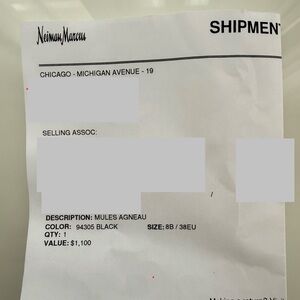 Neiman Marcus
SHIPMENT
CHICAGO - MICHIGAN AVENUE - 19
SELLING ASSOC:
/
DESCRIPTION: MULES AGNEAU
COLOR: 94305 BLACK SIZE: 8B / 38EU
QTY: 1
VALUE: $1,100